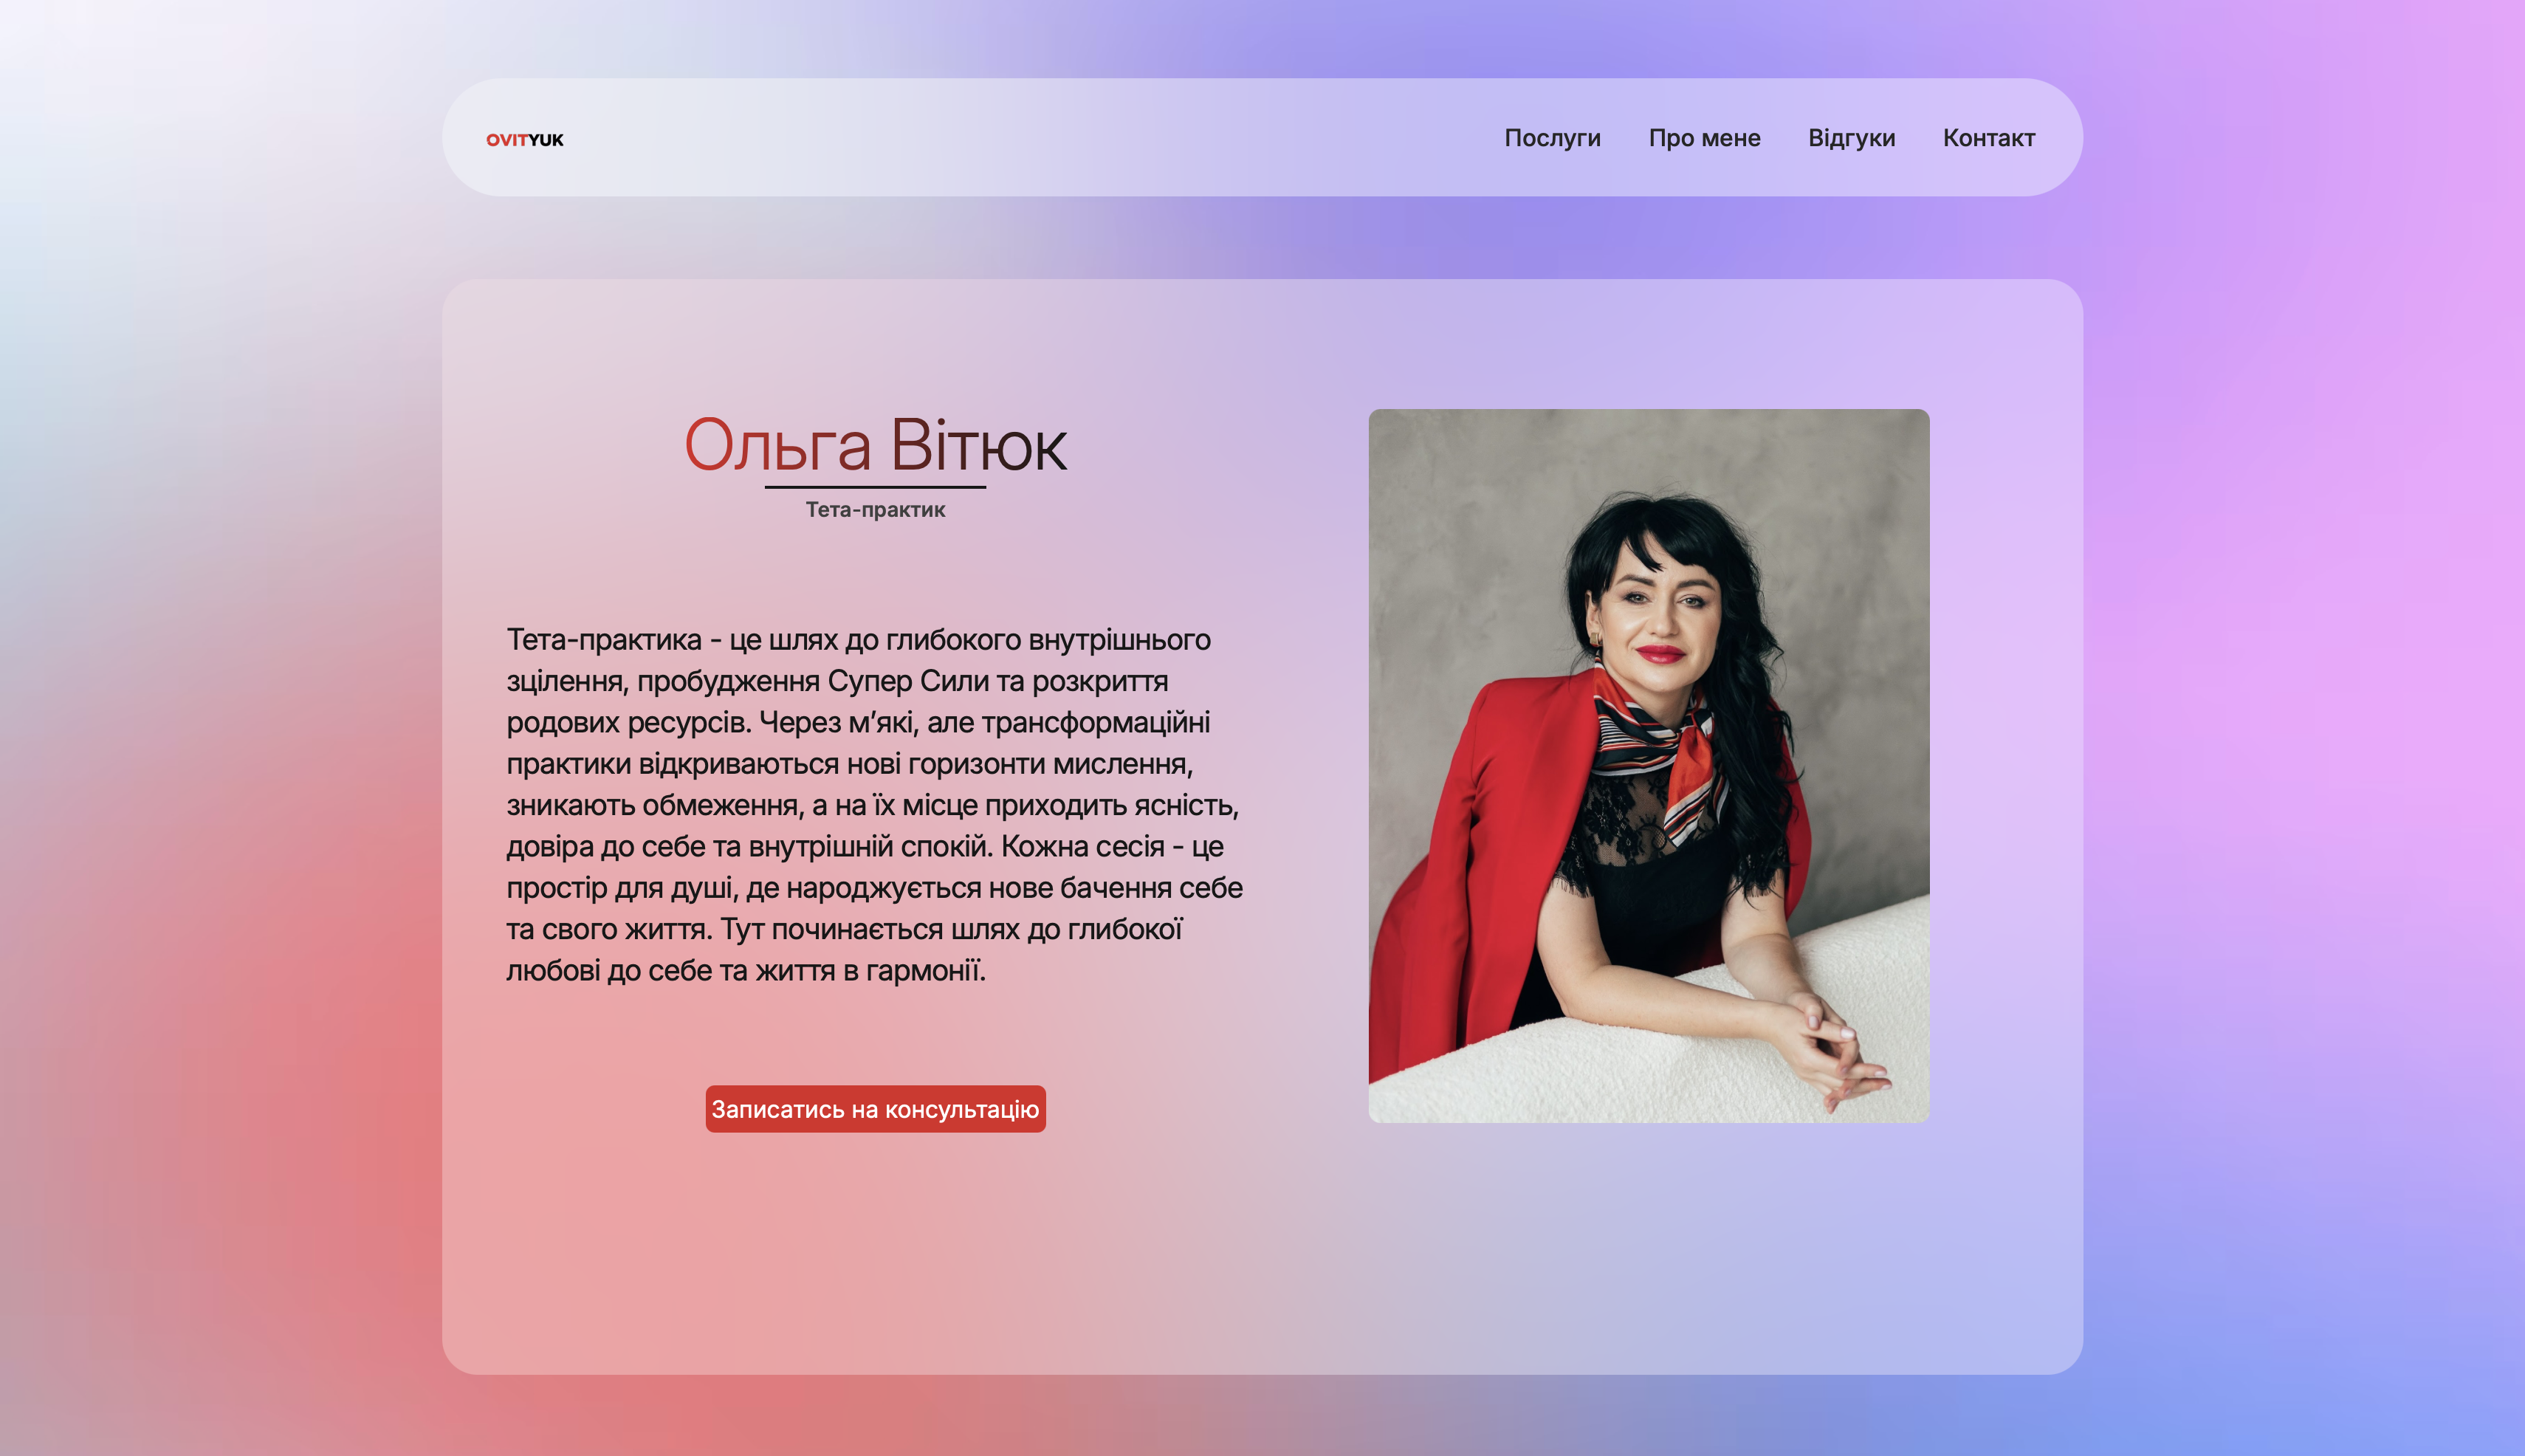 OVITYUK
Послуги Про мене Відгуки Контакт
Ольга Вітюк
Тета-практик
Тета-практика - це шлях до глибокого внутрішнього
зцілення, пробудження Супер Сили та розкриття
родових ресурсів. Через м’які, але трансформаційні
практики відкриваються нові горизонти мислення,
зникають обмеження, а на їх місце приходить ясність,
довіра до себе та внутрішній спокій. Кожна сесія - це
простір для душі, де народжується нове бачення себе
та свого життя. Тут починається шлях до глибокої
любові до себе та життя в гармонії.
Записатись на консультацію